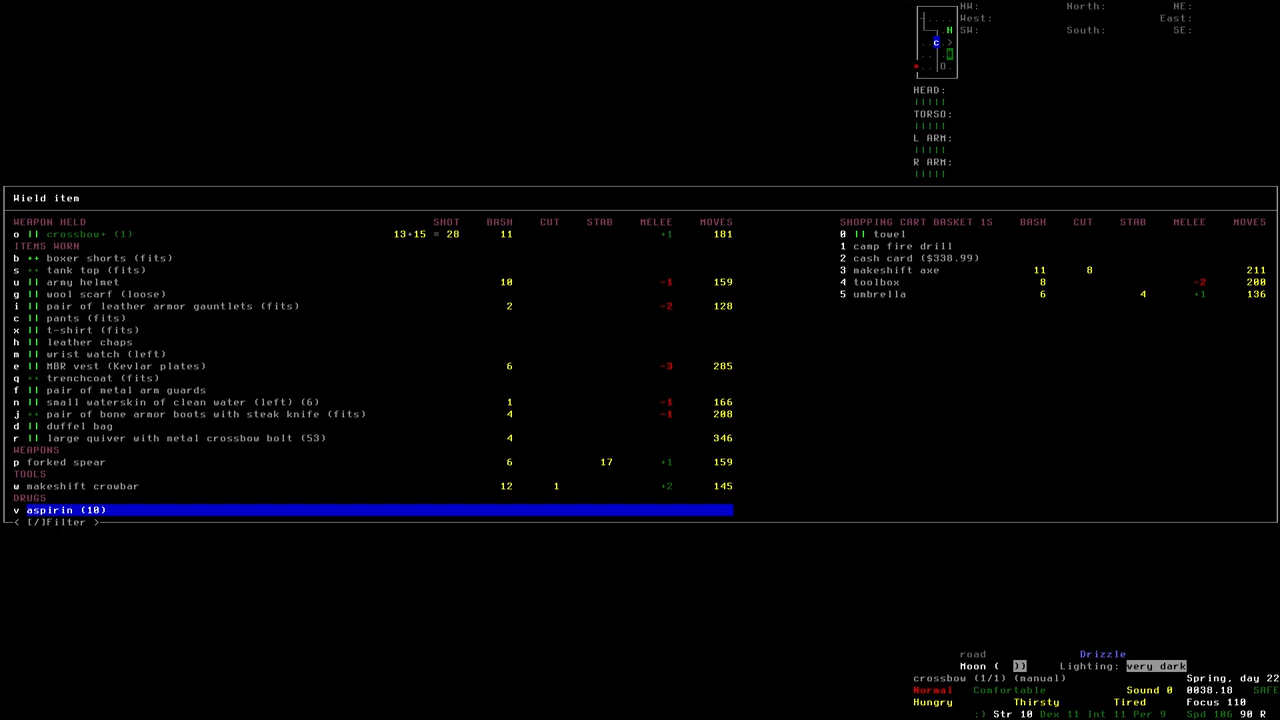 NW: North: NE:
West: East:
SW: South: SE:
H
c >
O
HEAD:
|||||
TORSO:
|||||
L ARM:
|||||
R ARM:
|||||
Wield item
WEAPON HELD SHOT BASH CUT STAB MELEE MOVES SHOPPING CART BASKET 1S BASH CUT STAB MELEE MOVES
o || crossbow+ (1) 13+15 = 28 11 +1 181 0 || towel
ITEMS WORN 1 camp fire drill
b ++ boxer shorts (fits) 2 cash card ($338.99)
s ++ tank top (fits) 3 makeshift axe 11 8 211
u || army helmet 10 -1 159 4 toolbox 8 -2 200
g || wool scarf (loose) 5 umbrella 6 4 +1 136
i || pair of leather armor gauntlets (fits) 2 -2 128
c || pants (fits)
x || t-shirt (fits)
h || leather chaps
m || wrist watch (left)
e || MBR vest (Kevlar plates) 6 -3 285
q ++ trenchcoat (fits)
f || pair of metal arm guards
n || small waterskin of clean water (left) (6) 1 -1 166
j ++ pair of bone armor boots with steak knife (fits) 4 -1 208
d || duffel bag
r || large quiver with metal crossbow bolt (53) 4 346
WEAPONS
p forked spear 6 17 +1 159
TOOLS
w makeshift crowbar 12 1 +2 145
DRUGS
v aspirin (10)
< [/]Filter >
road Drizzle
Moon ( )) Lighting: very dark
crossbow (1/1) (manual) Spring, day 22
Normal Comfortable Sound 0 0038.18 SAFE
Hungry Thirsty Tired Focus 110
:) Str 10 Dex 11 Int 11 Per 9 Spd 106 90 R